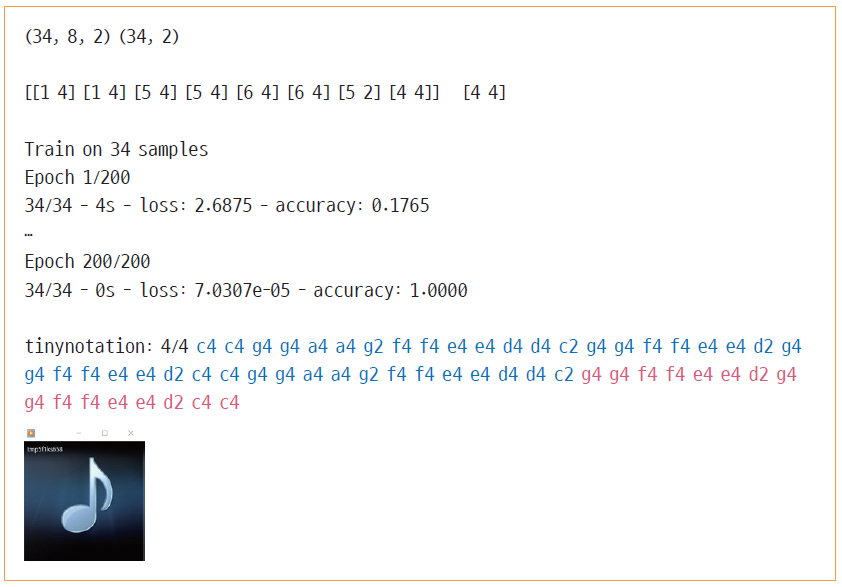 (34, 8, 2) (34, 2)
[[1 4] [1 4] [5 4] [5 4] [6 4] [6 4] [5 2] [4 4]] [4 4]
Train on 34 samples
Epoch 1/200
34/34 - 4s - loss: 2.6875 - accuracy: 0.1765
…
Epoch 200/200
34/34 - 0s - loss: 7.0307e-05 - accuracy: 1.0000
tinynotation: 4/4 c4 c4 g4 g4 a4 a4 g2 f4 f4 e4 e4 d4 d4 c2 g4 g4 f4 f4 e4 e4 d2 g4
g4 f4 f4 e4 e4 d2 c4 c4 g4 g4 a4 a4 g2 f4 f4 e4 e4 d4 d4 c2 g4 g4 f4 f4 e4 e4 d2 g4
g4 f4 f4 e4 e4 d2 c4 c4